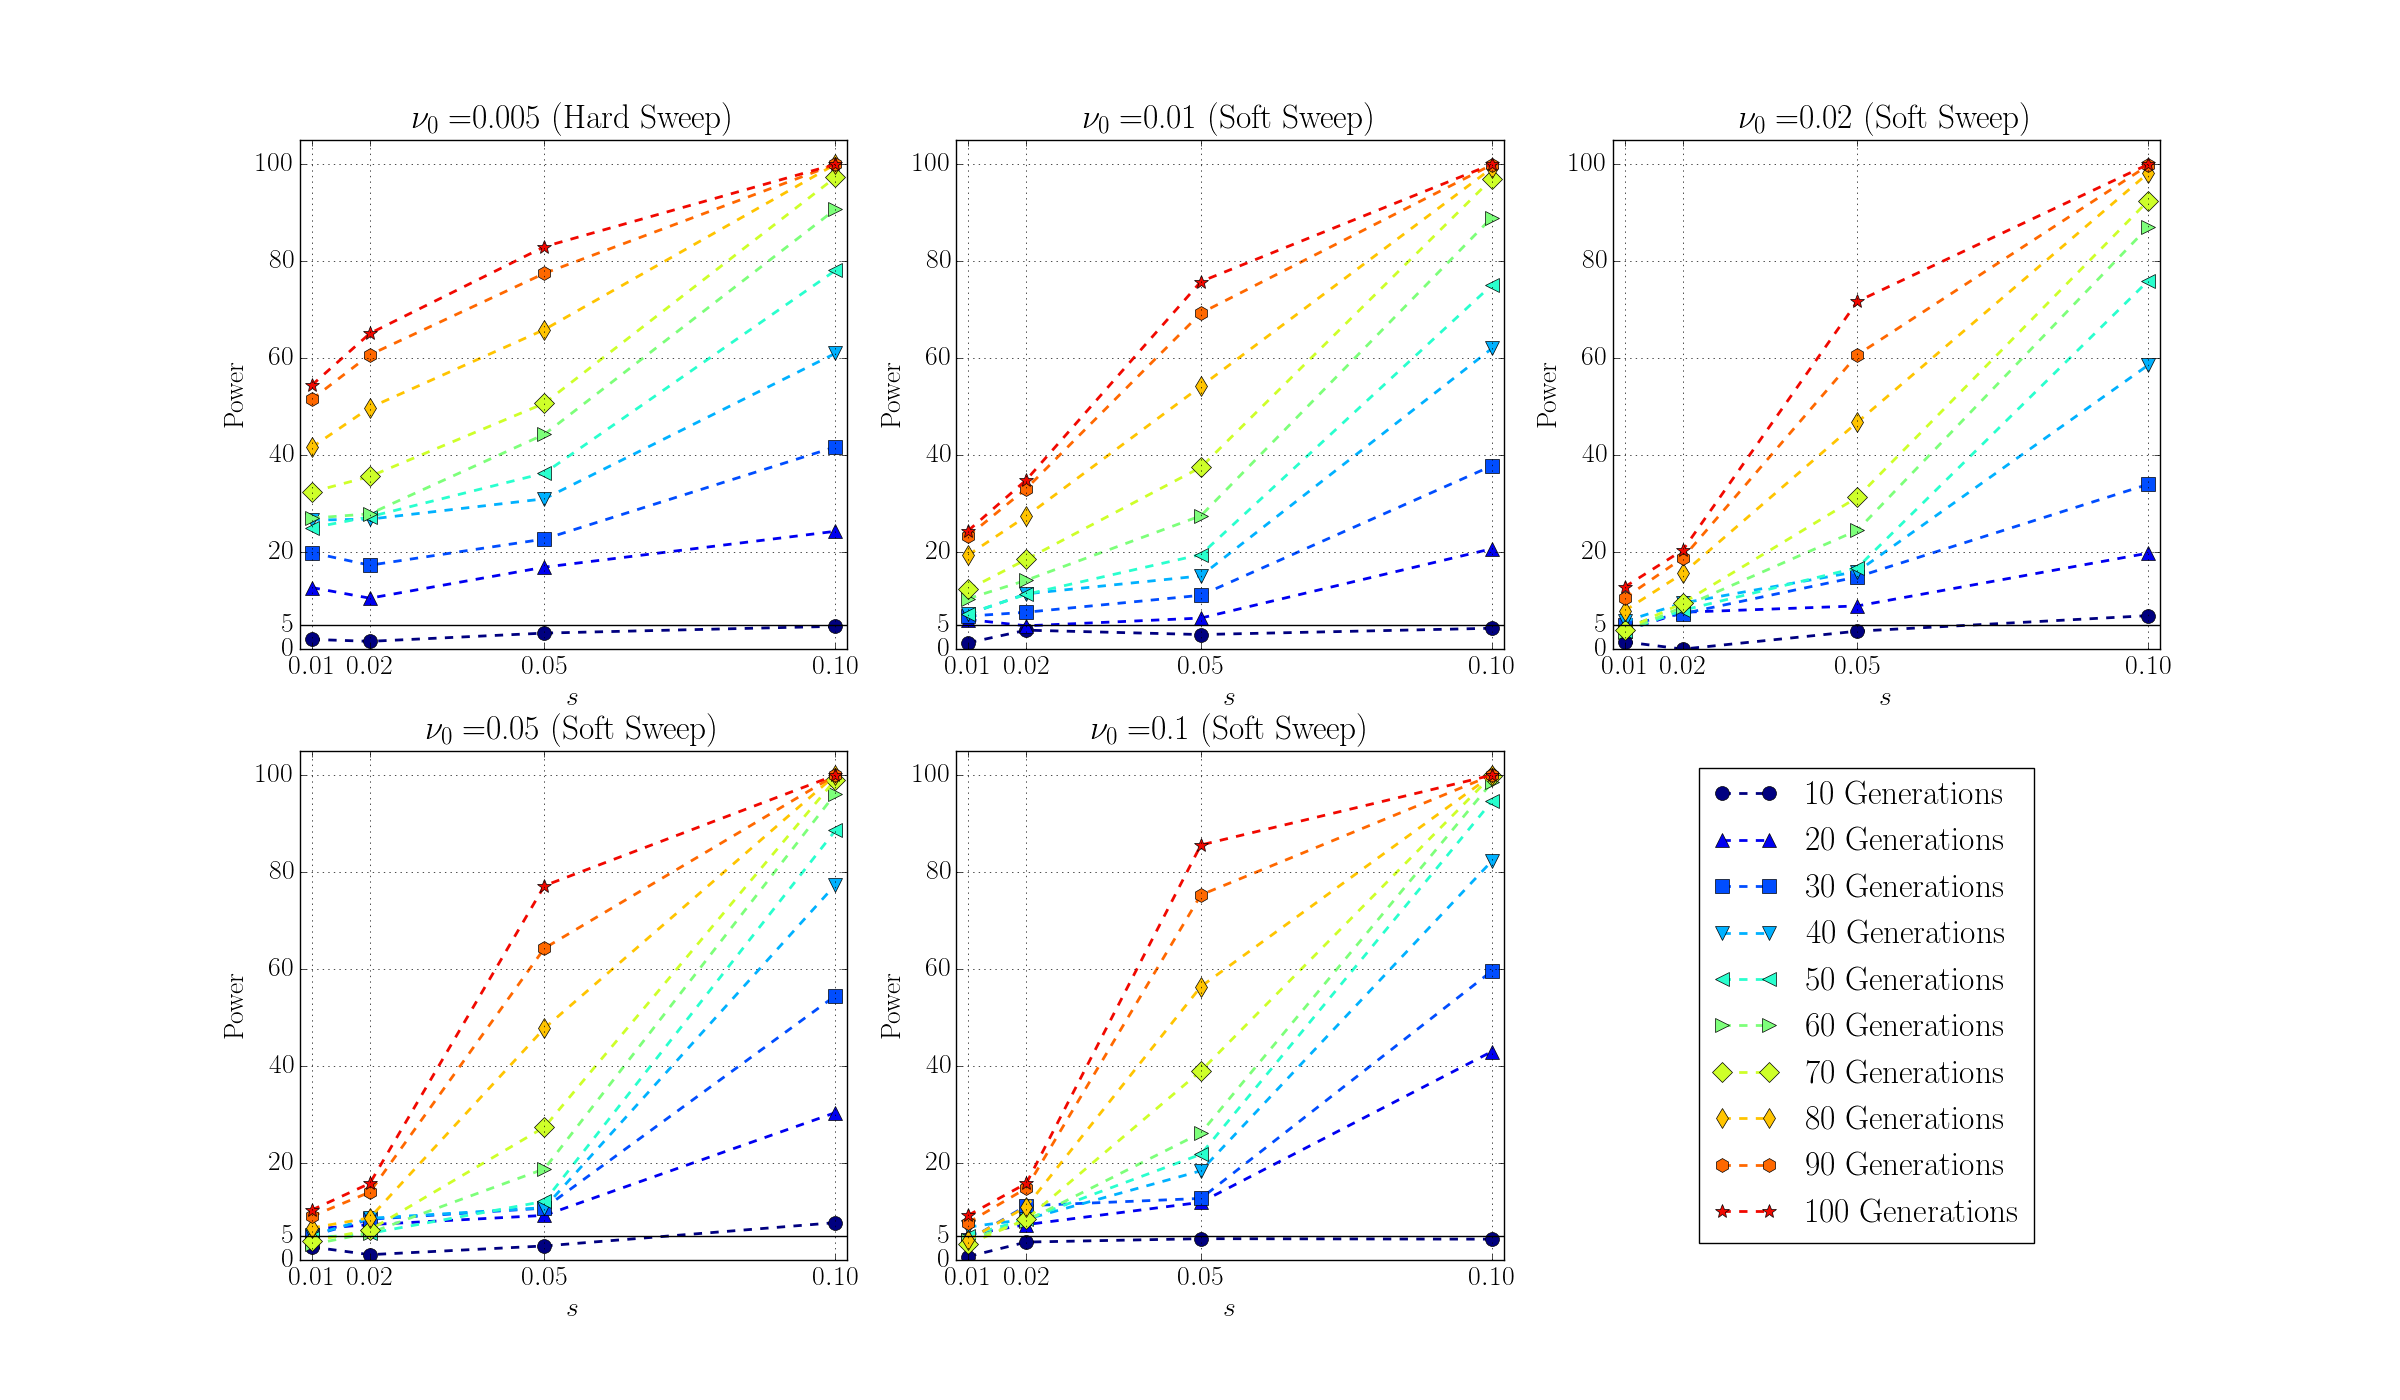 ν0 =0.005 (Hard Sweep)
100
80
60
40
20
5
0
Power
0.01 0.02 0.05 0.10
s
ν0 =0.01 (Soft Sweep)
100
80
60
40
20
5
0
Power
0.01 0.02 0.05 0.10
s
ν0 =0.02 (Soft Sweep)
100
80
60
40
20
5
0
Power
0.01 0.02 0.05 0.10
s
ν0 =0.05 (Soft Sweep)
100
80
60
40
20
5
0
Power
0.01 0.02 0.05 0.10
s
ν0 =0.1 (Soft Sweep)
100
80
60
40
20
5
0
Power
0.01 0.02 0.05 0.10
s
10 Generations
20 Generations
30 Generations
40 Generations
50 Generations
60 Generations
70 Generations
80 Generations
90 Generations
100 Generations